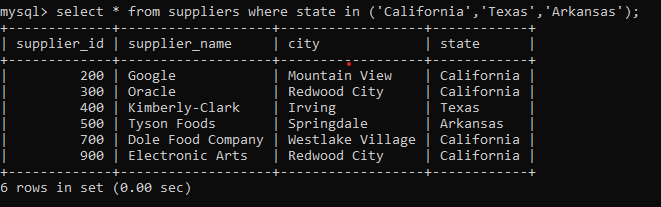 mysql> select * from suppliers where state in ('California','Texas','Arkansas');
+-------------+-------------------+------------------+------------+
| supplier_id | supplier_name     | city             | state      |
+-------------+-------------------+------------------+------------+
|         200 | Google            | Mountain View    | California |
|         300 | Oracle            | Redwood City     | California |
|         400 | Kimberly-Clark    | Irving           | Texas      |
|         500 | Tyson Foods       | Springdale       | Arkansas   |
|         700 | Dole Food Company | Westlake Village | California |
|         900 | Electronic Arts   | Redwood City     | California |
+-------------+-------------------+------------------+------------+
6 rows in set (0.00 sec)